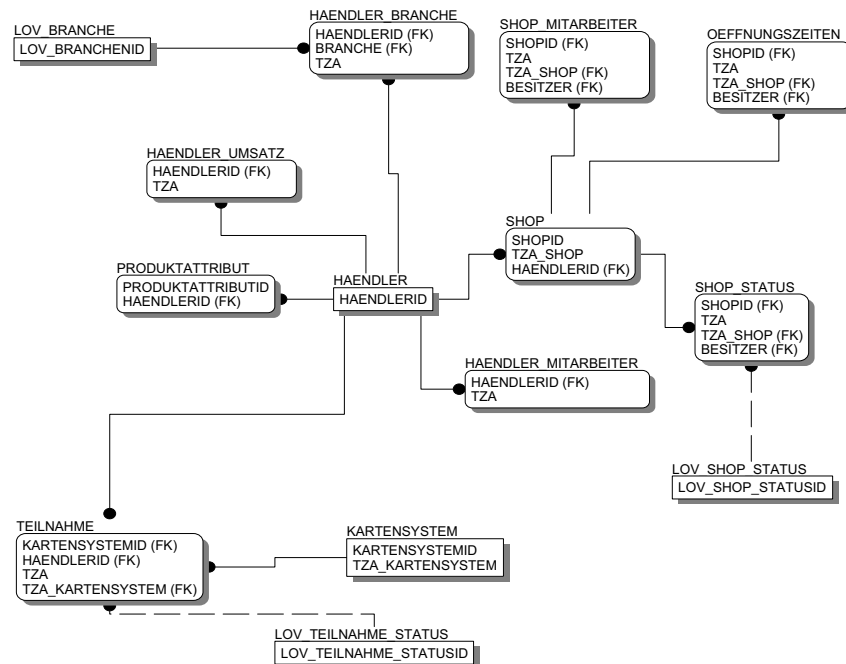 HAENDLER_BRANCHE
HAENDLERID (FK)
BRANCHE (FK)
TZA
LOV_BRANCHE
LOV_BRANCHENID
SHOP_MITARBEITER
SHOPID (FK)
TZA
TZA_SHOP (FK)
BESITZER (FK)
OEFFNUNGSZEITEN
SHOPID (FK)
TZA
TZA_SHOP (FK)
BESITZER (FK)
HAENDLER_UMSATZ
HAENDLERID (FK)
TZA
SHOP
SHOPID
TZA_SHOP
HAENDLERID (FK)
PRODUKTATTRIBUT
PRODUKTATTRIBUTID
HAENDLERID (FK)
HAENDLER
HAENDLERID
SHOP_STATUS
SHOPID (FK)
TZA
TZA_SHOP (FK)
BESITZER (FK)
HAENDLER_MITARBEITER
HAENDLERID (FK)
TZA
LOV_SHOP_STATUS
LOV_SHOP_STATUSID
TEILNAHME
KARTENSYSTEMID (FK)
HAENDLERID (FK)
TZA
TZA_KARTENSYSTEM (FK)
KARTENSYSTEM
KARTENSYSTEMID
TZA_KARTENSYSTEM
LOV_TEILNAHME_STATUS
LOV_TEILNAHME_STATUSID